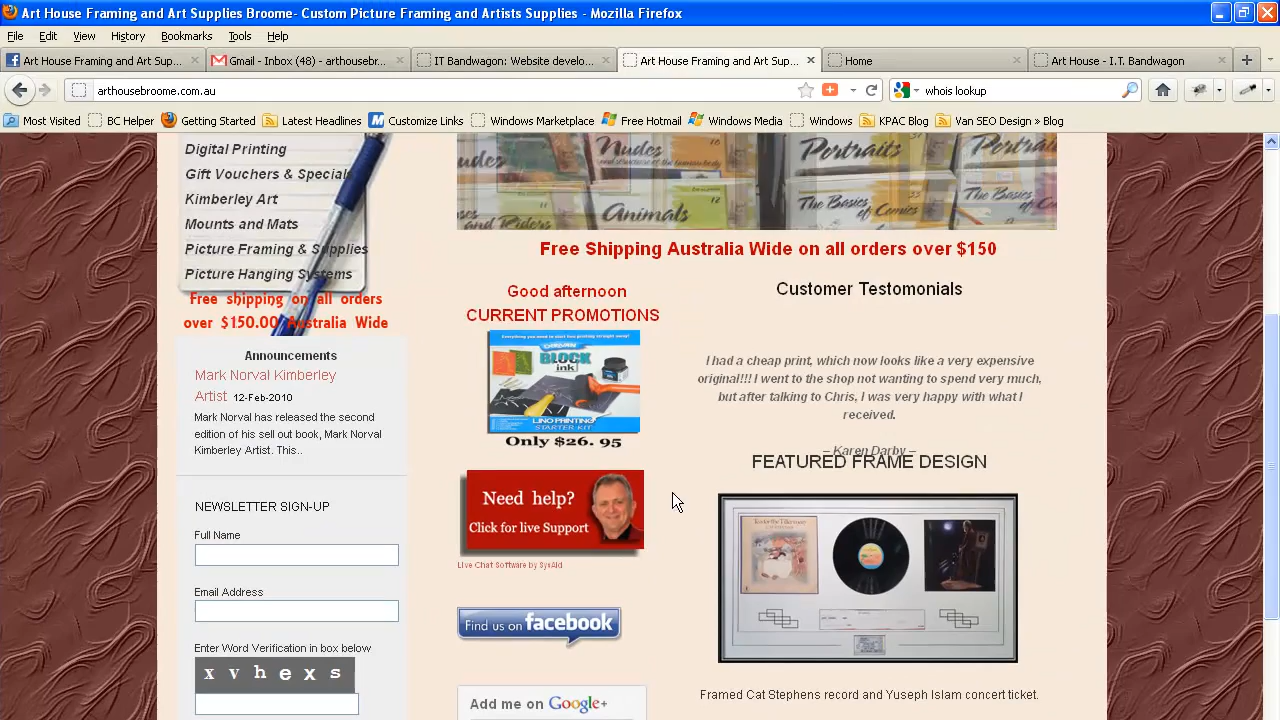 Art House Framing and Art Supplies Broome- Custom Picture Framing and Artists Supplies - Mozilla Firefox
File Edit View History Bookmarks Tools Help
Art House Framing and Art Sup...
Gmail - Inbox (48) - arthousebr...
IT Bandwagon: Website develo...
Art House Framing and Art Sup...
Home
Art House - I.T. Bandwagon
arthousebroome.com.au
whois lookup
Most Visited BC Helper Getting Started Latest Headlines Customize Links Windows Marketplace Free Hotmail Windows Media Windows KPAC Blog Van SEO Design » Blog
Digital Printing
Gift Vouchers & Specials
Kimberley Art
Mounts and Mats
Picture Framing & Supplies
Picture Hanging Systems
Free shipping on all orders
over $150.00 Australia Wide
Announcements
Mark Norval Kimberley
Artist 12-Feb-2010
Mark Norval has released the second
edition of his sell out book, Mark Norval
Kimberley Artist. This..
NEWSLETTER SIGN-UP
Full Name
Email Address
Enter Word Verification in box below
x v h e x s
Nudes
Nudes
Portraits
Portraits
Animals
The Basics of Comics
The Basics
Free Shipping Australia Wide on all orders over $150
Good afternoon
CURRENT PROMOTIONS
BLOCK
ink
LINO PRINTING
STARTER KIT
Only $26. 95
Need help?
Click for live Support
Live Chat Software by SysAid
Find us on facebook
Add me on Google+
Customer Testomonials
I had a cheap print, which now looks like a very expensive
original!!! I went to the shop not wanting to spend very much,
but after talking to Chris, I was very happy with what I
received.
– Karen Darby –
FEATURED FRAME DESIGN
Framed Cat Stephens record and Yuseph Islam concert ticket.